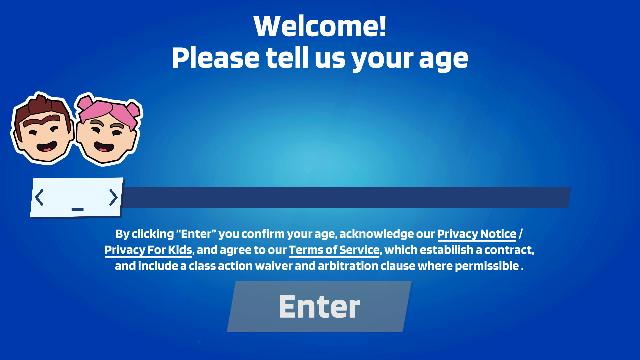 Welcome!
Please tell us your age
< _ >
By clicking "Enter" you confirm your age, acknowledge our Privacy Notice /
Privacy For Kids, and agree to our Terms of Service, which establish a contract,
and include a class action waiver and arbitration clause where permissible.
Enter